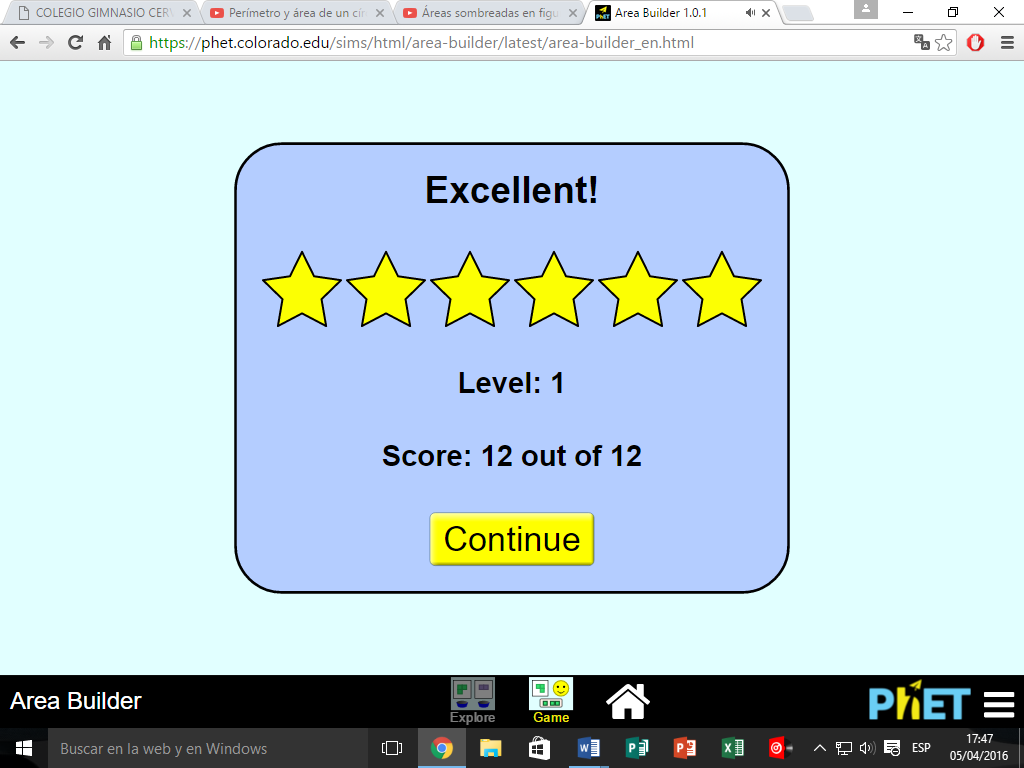 COLEGIO GIMNASIO CERV
Perímetro y área de un cír
Áreas sombreadas en figu
Area Builder 1.0.1
https://phet.colorado.edu/sims/html/area-builder/latest/area-builder_en.html
Excellent!
Level: 1
Score: 12 out of 12
Continue
Area Builder
Explore
Game
PhET
Buscar en la web y en Windows
ESP
17:47
05/04/2016